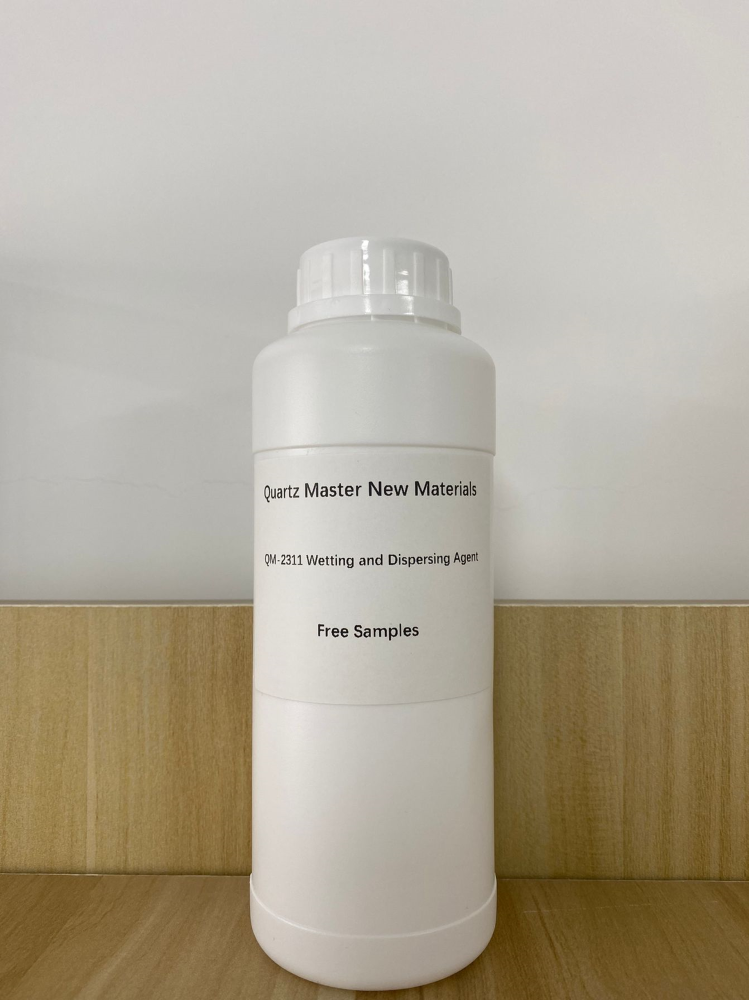 Quartz Master New Materials
QM-2311 Wetting and Dispersing Agent
Free Samples